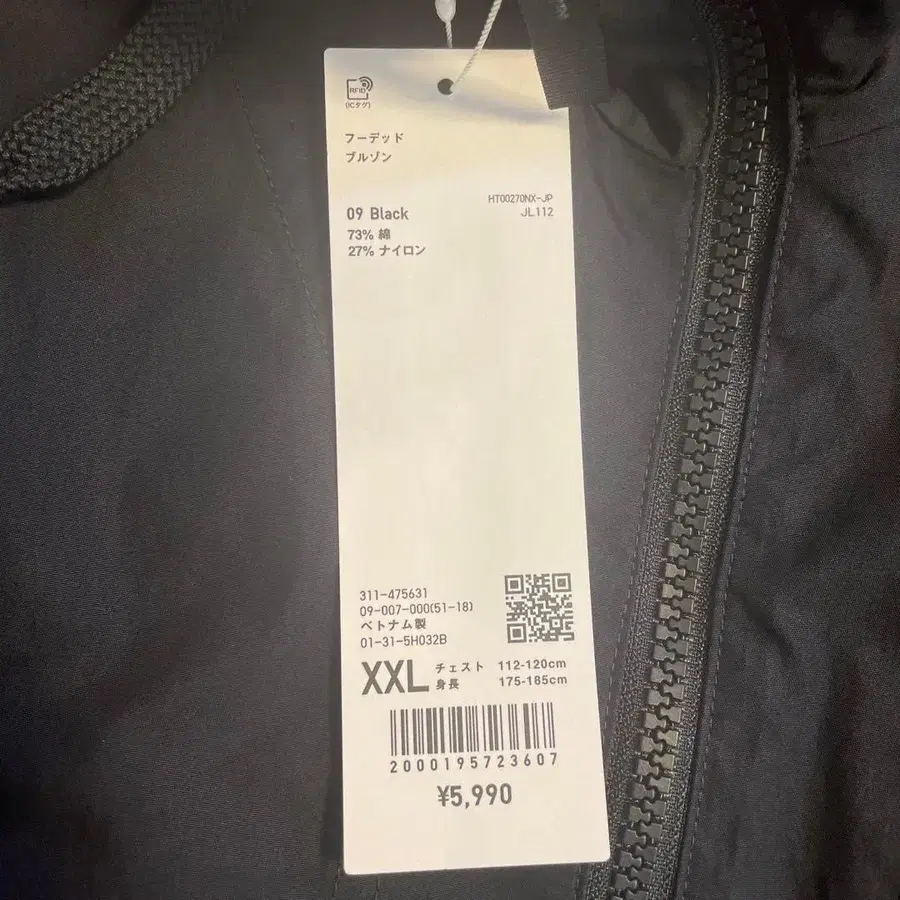 RFID
(ICタグ)
フーデッド
ブルゾン
HT00270NX-JP
JL112
09 Black
73% 綿
27% ナイロン
311-475631
09-007-000(51-18)
ベトナム製
01-31-5H032B
XXL チェスト 112-120cm
身長 175-185cm
2000195723607
¥5,990